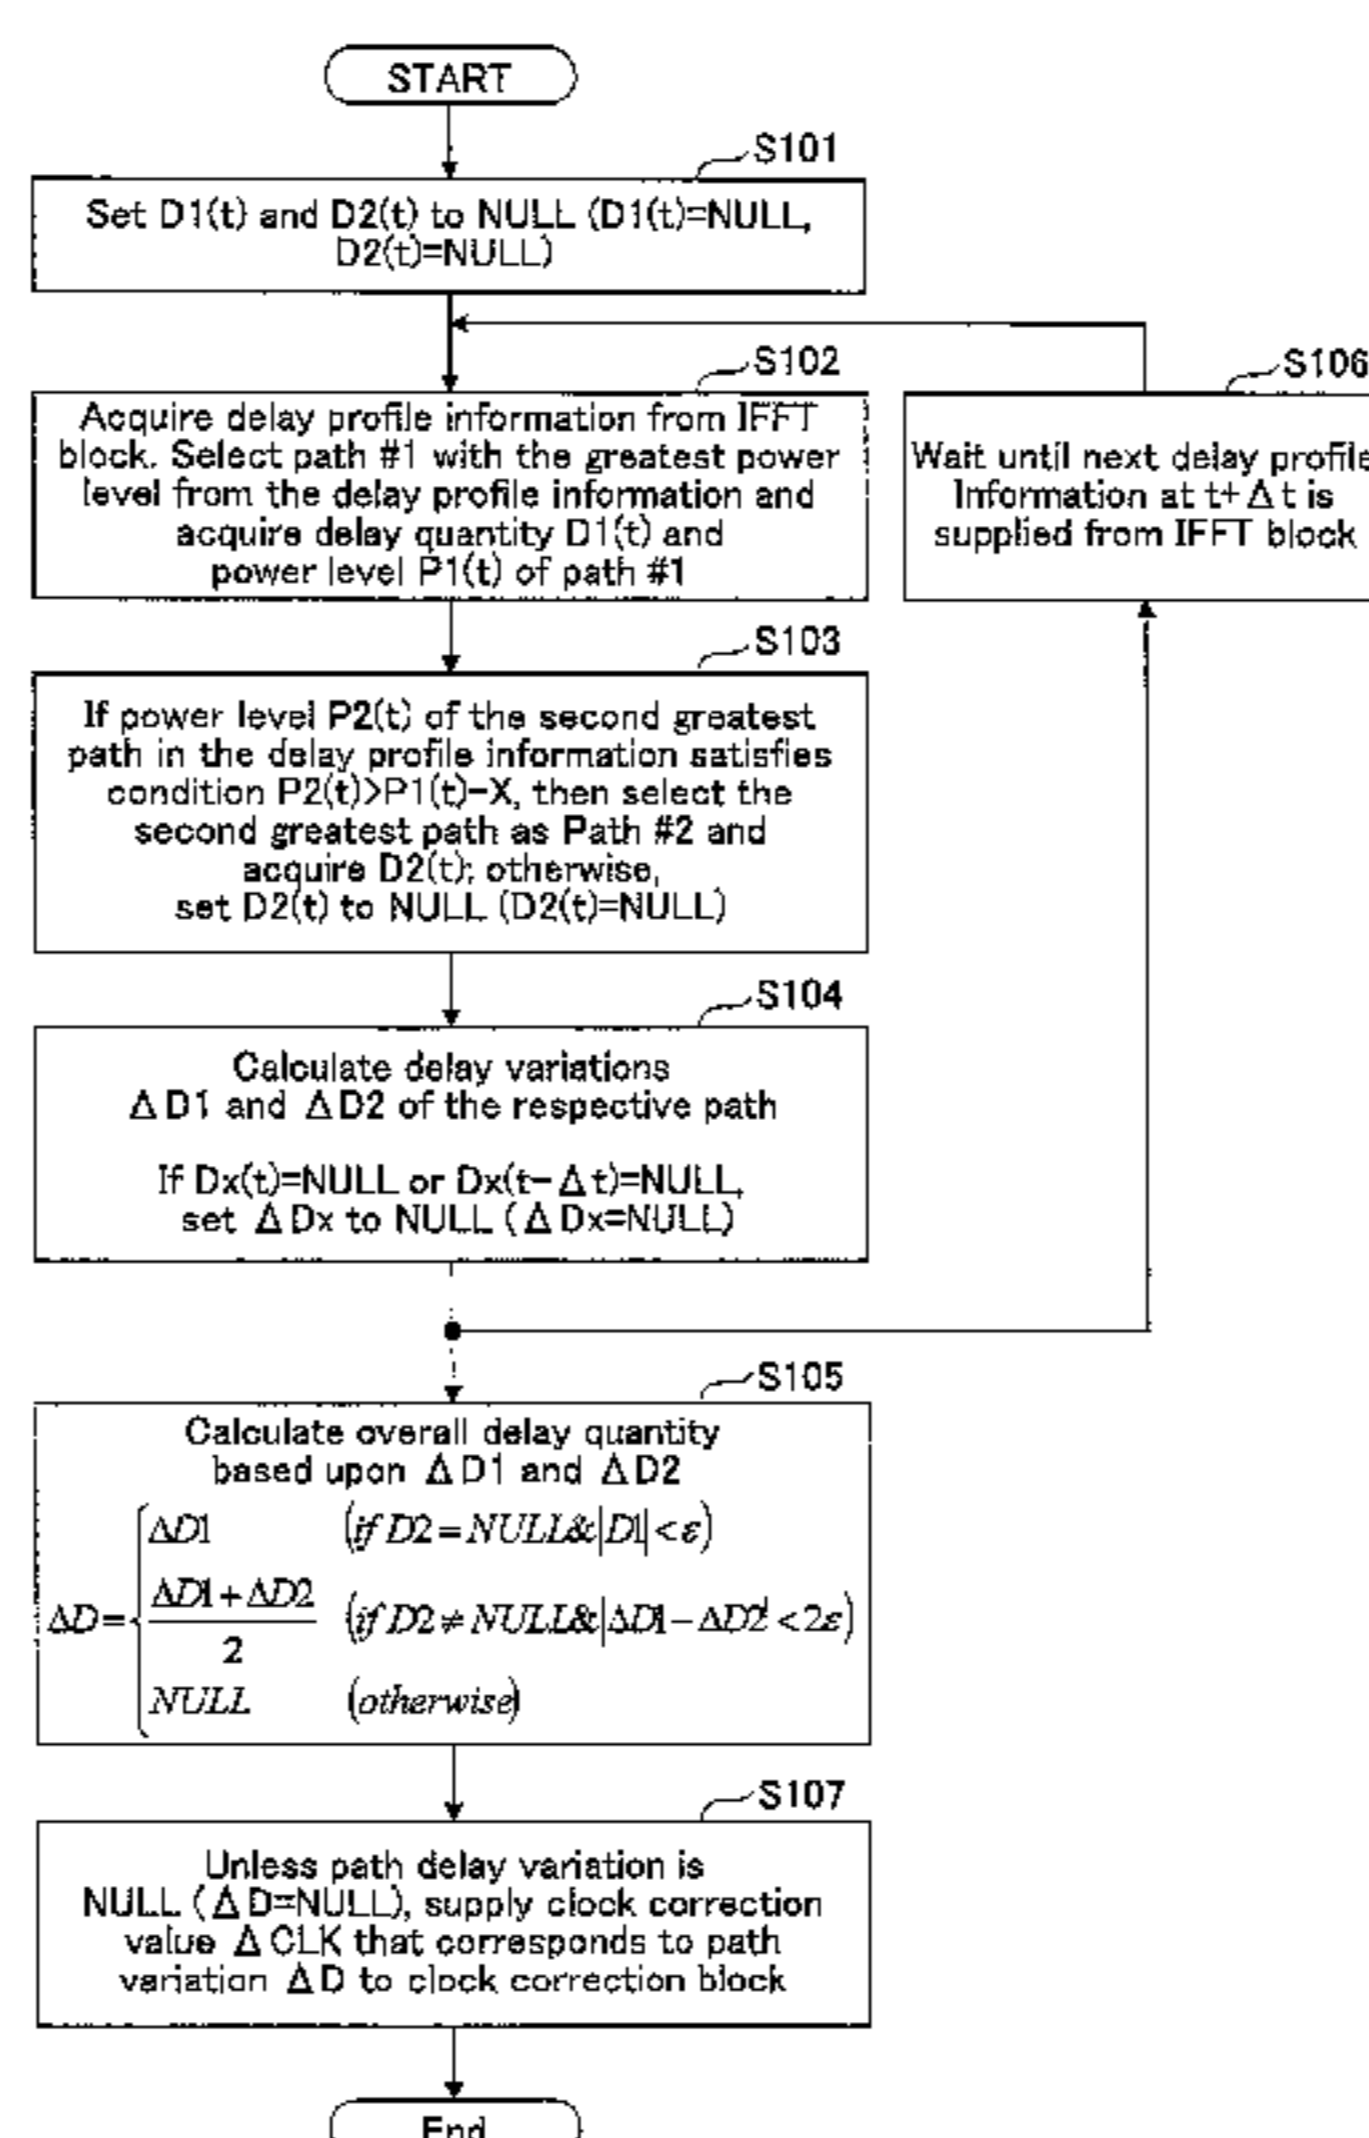 START
S101
Set D1(t) and D2(t) to NULL (D1(t)=NULL,
D2(t)=NULL)
S102
Acquire delay profile information from IFFT
block. Select path #1 with the greatest power
level from the delay profile information and
acquire delay quantity D1(t) and
power level P1(t) of path #1
S106
Wait until next delay profile
Information at t+Δt is
supplied from IFFT block
S103
If power level P2(t) of the second greatest
path in the delay profile information satisfies
condition P2(t)>P1(t)-X, then select the
second greatest path as Path #2 and
acquire D2(t); otherwise,
set D2(t) to NULL (D2(t)=NULL)
S104
Calculate delay variations
ΔD1 and ΔD2 of the respective path
If Dx(t)=NULL or Dx(t-Δt)=NULL,
set ΔDx to NULL (ΔDx=NULL)
S105
Calculate overall delay quantity
based upon ΔD1 and ΔD2
ΔD1 (if D2=NULL&|D1|<ε)
ΔD= (ΔD1+ΔD2)/2 (if D2≠NULL&|ΔD1-ΔD2|<2ε)
NULL (otherwise)
S107
Unless path delay variation is
NULL (ΔD=NULL), supply clock correction
value ΔCLK that corresponds to path
variation ΔD to clock correction block
End